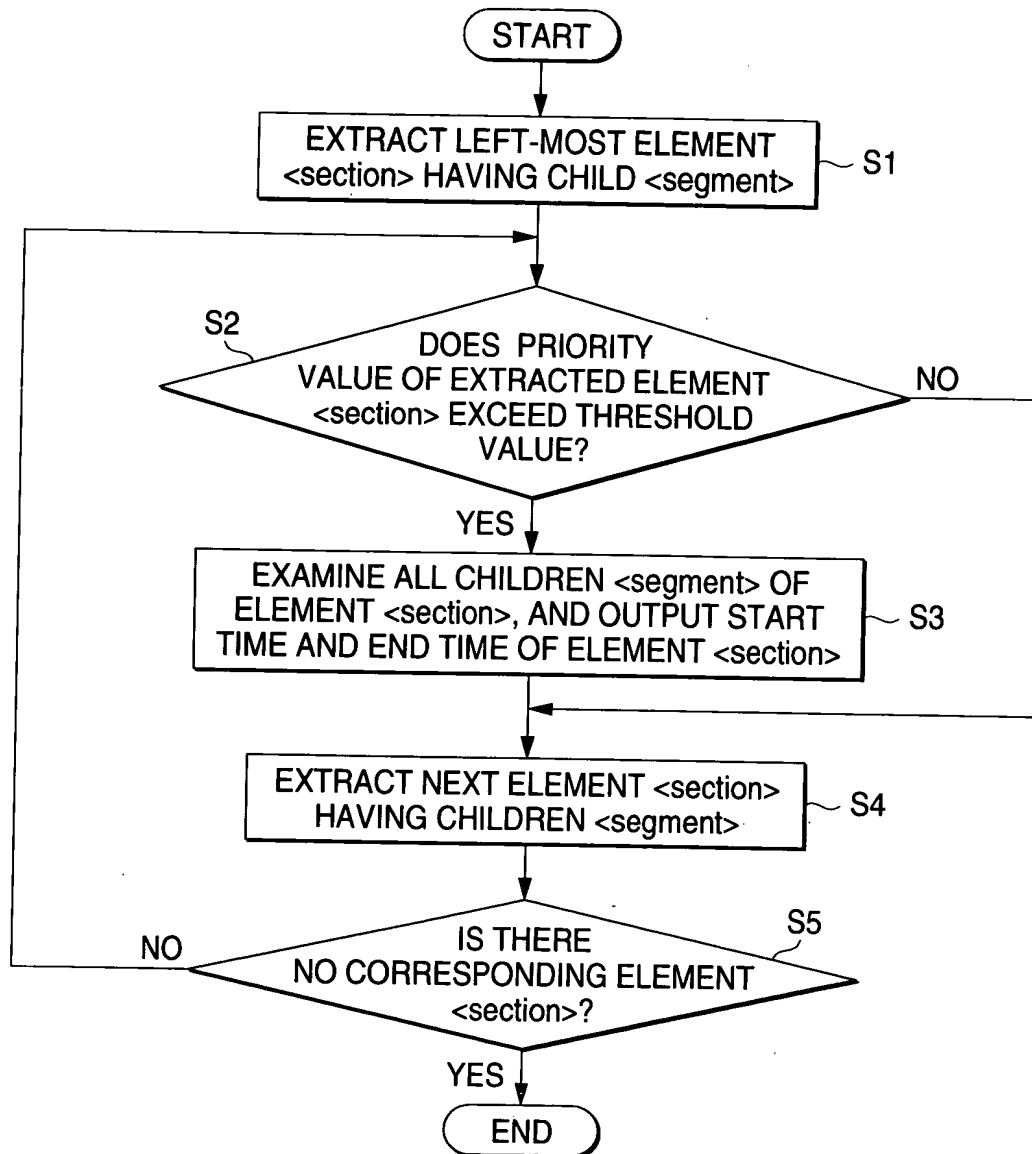 START
EXTRACT LEFT-MOST ELEMENT
<section> HAVING CHILD <segment>
S1
S2
DOES PRIORITY
VALUE OF EXTRACTED ELEMENT
<section> EXCEED THRESHOLD
VALUE?
NO
YES
EXAMINE ALL CHILDREN <segment> OF
ELEMENT <section>, AND OUTPUT START
TIME AND END TIME OF ELEMENT <section>
S3
EXTRACT NEXT ELEMENT <section>
HAVING CHILDREN <segment>
S4
NO
IS THERE
NO CORRESPONDING ELEMENT
<section>?
S5
YES
END